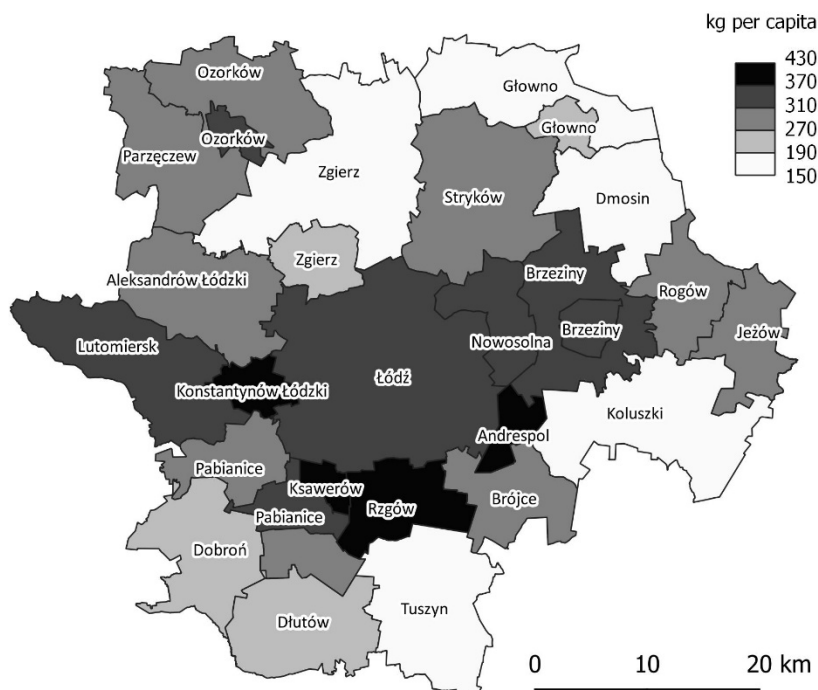 kg per capita
430
370
310
270
190
150
Ozorków
Głowno
Ozorków
Głowno
Parzęczew
Zgierz
Stryków
Dmosin
Zgierz
Aleksandrów Łódzki
Brzeziny
Rogów
Lutomiersk
Nowosolna
Brzeziny
Jeżów
Łódź
Konstantynów Łódzki
Koluszki
Andrespol
Pabianice
Ksawerów
Brójce
Rzgów
Pabianice
Dobroń
Tuszyn
Dłutów
0 10 20 km